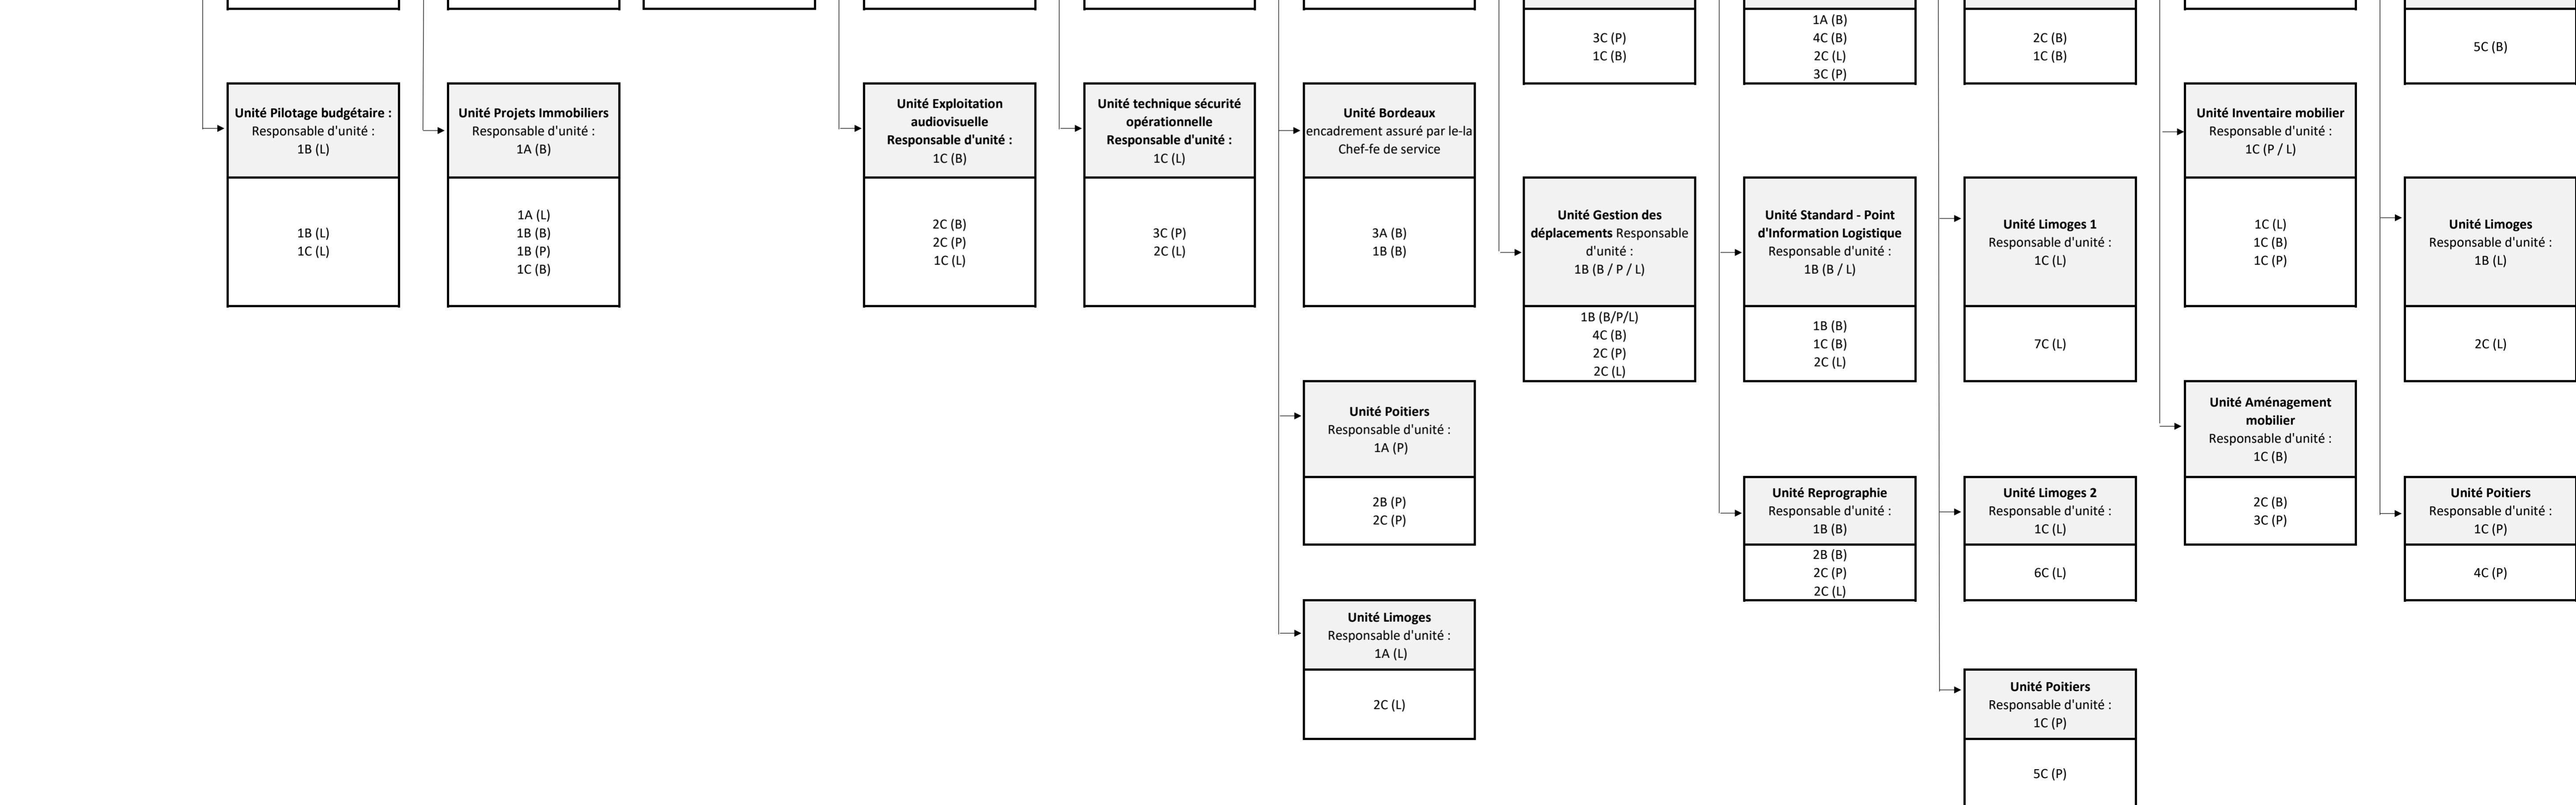 3C (P)
1C (B)
1A (B)
4C (B)
2C (L)
3C (P)
2C (B)
1C (B)
5C (B)
Unité Pilotage budgétaire :
Responsable d'unité :
1B (L)
1B (L)
1C (L)
Unité Projets Immobiliers
Responsable d'unité :
1A (B)
1A (L)
1B (B)
1B (P)
1C (B)
Unité Exploitation
audiovisuelle
Responsable d'unité :
1C (B)
2C (B)
2C (P)
1C (L)
Unité technique sécurité
opérationnelle
Responsable d'unité :
1C (L)
3C (P)
2C (L)
Unité Bordeaux
encadrement assuré par le-la
Chef-fe de service
3A (B)
1B (B)
Unité Poitiers
Responsable d'unité :
1A (P)
2B (P)
2C (P)
Unité Limoges
Responsable d'unité :
1A (L)
2C (L)
Unité Gestion des
déplacements Responsable
d'unité :
1B (B / P / L)
1B (B/P/L)
4C (B)
2C (P)
2C (L)
Unité Standard - Point
d'Information Logistique
Responsable d'unité :
1B (B / L)
1B (B)
1C (B)
2C (L)
Unité Reprographie
Responsable d'unité :
1B (B)
2B (B)
2C (P)
2C (L)
Unité Limoges 1
Responsable d'unité :
1C (L)
7C (L)
Unité Limoges 2
Responsable d'unité :
1C (L)
6C (L)
Unité Poitiers
Responsable d'unité :
1C (P)
5C (P)
Unité Inventaire mobilier
Responsable d'unité :
1C (P / L)
1C (L)
1C (B)
1C (P)
Unité Aménagement
mobilier
Responsable d'unité :
1C (B)
2C (B)
3C (P)
Unité Limoges
Responsable d'unité :
1B (L)
2C (L)
Unité Poitiers
Responsable d'unité :
1C (P)
4C (P)